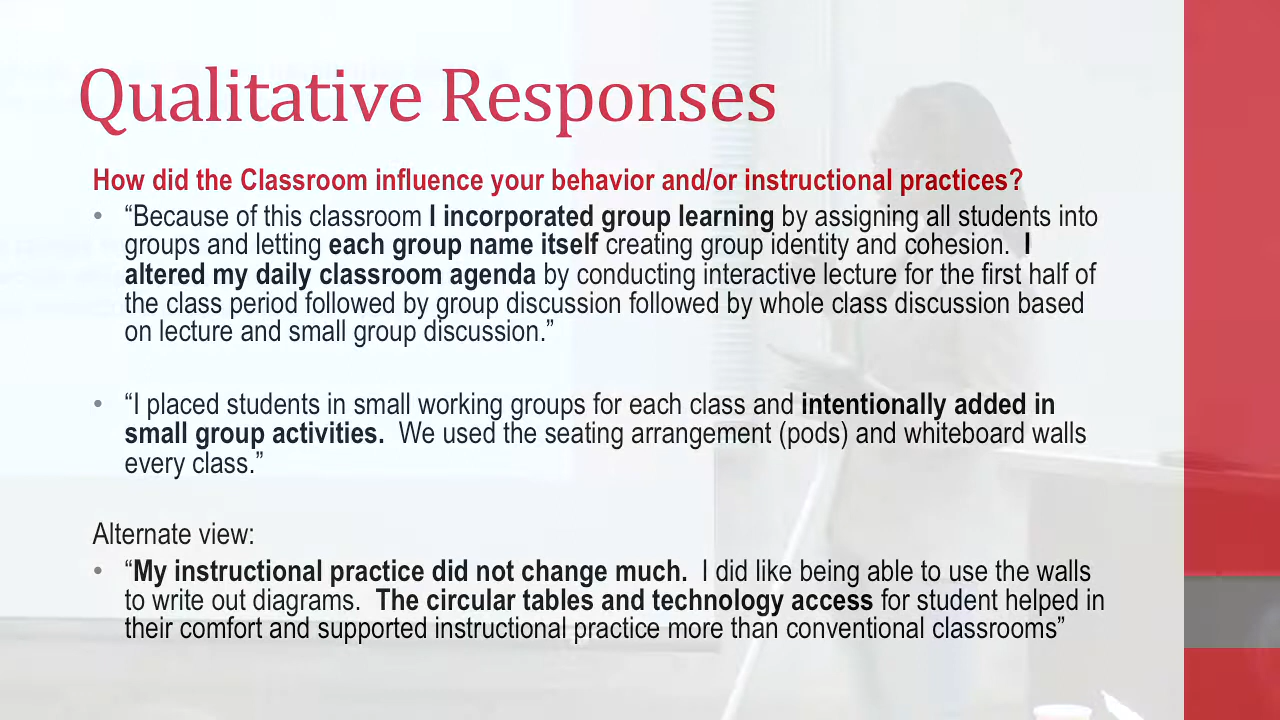 Qualitative Responses
How did the Classroom influence your behavior and/or instructional practices?
• “Because of this classroom I incorporated group learning by assigning all students into
groups and letting each group name itself creating group identity and cohesion.  I
altered my daily classroom agenda by conducting interactive lecture for the first half of
the class period followed by group discussion followed by whole class discussion based
on lecture and small group discussion.”
• “I placed students in small working groups for each class and intentionally added in
small group activities.  We used the seating arrangement (pods) and whiteboard walls
every class.”
Alternate view:
• “My instructional practice did not change much.  I did like being able to use the walls
to write out diagrams.  The circular tables and technology access for student helped in
their comfort and supported instructional practice more than conventional classrooms”